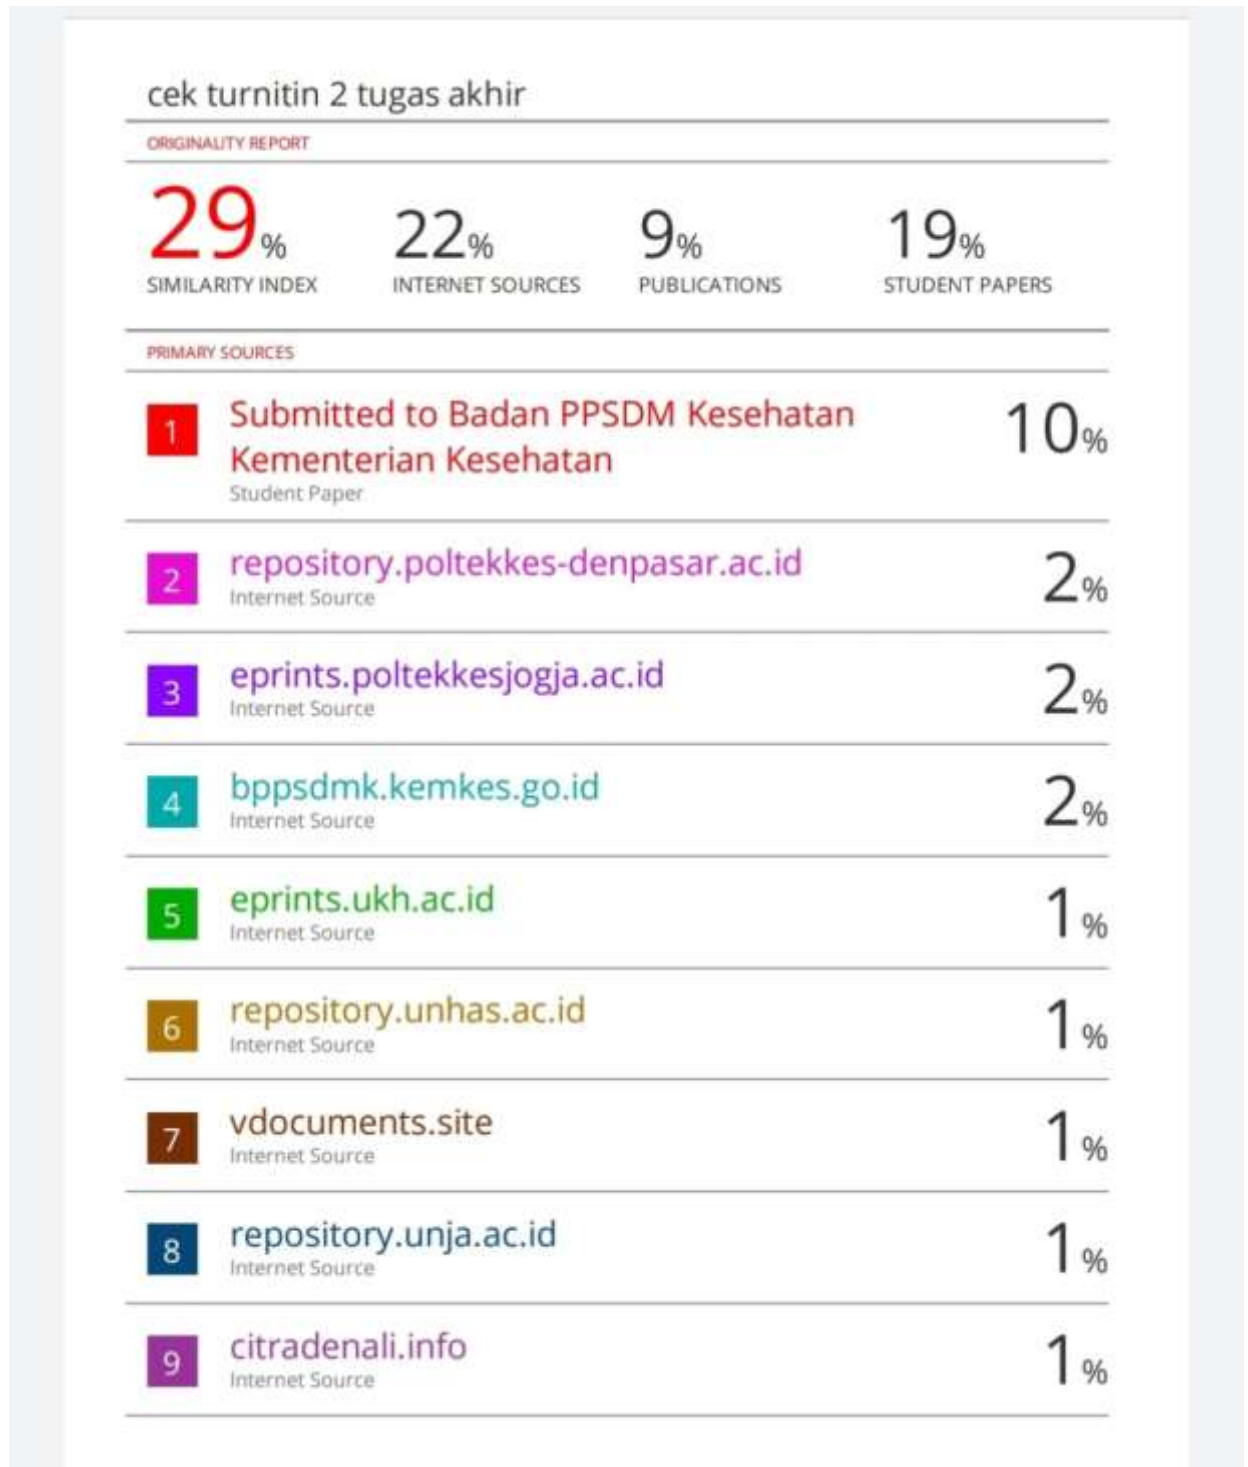 cek turnitin 2 tugas akhir
ORIGINALITY REPORT
29% 22% 9% 19%
SIMILARITY INDEX INTERNET SOURCES PUBLICATIONS STUDENT PAPERS
PRIMARY SOURCES
1 Submitted to Badan PPSDM Kesehatan 10%
Kementerian Kesehatan
Student Paper
2 repository.poltekkes-denpasar.ac.id 2%
Internet Source
3 eprints.poltekkesjogja.ac.id 2%
Internet Source
4 bppsdmk.kemkes.go.id 2%
Internet Source
5 eprints.ukh.ac.id 1%
Internet Source
6 repository.unhas.ac.id 1%
Internet Source
7 vdocuments.site 1%
Internet Source
8 repository.unja.ac.id 1%
Internet Source
9 citradenali.info 1%
Internet Source